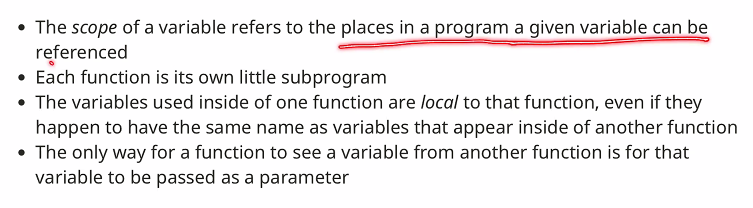 The scope of a variable refers to the places in a program a given variable can be
referenced
Each function is its own little subprogram
The variables used inside of one function are local to that function, even if they
happen to have the same name as variables that appear inside of another function
The only way for a function to see a variable from another function is for that
variable to be passed as a parameter